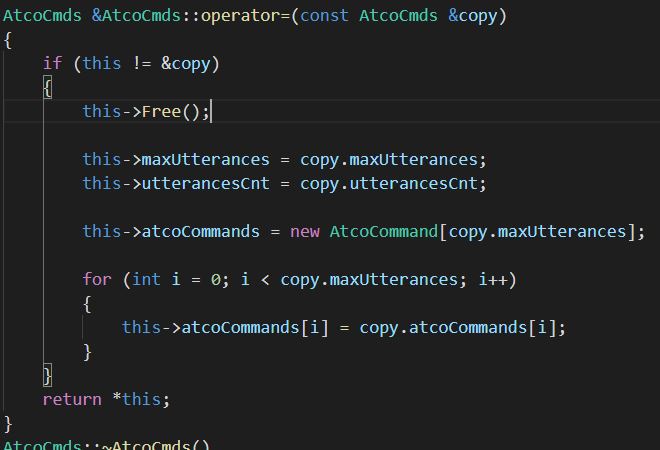 AtcoCmds &AtcoCmds::operator=(const AtcoCmds &copy)
{
    if (this != &copy)
    {
        this->Free();

        this->maxUtterances = copy.maxUtterances;
        this->utterancesCnt = copy.utterancesCnt;

        this->atcoCommands = new AtcoCommand[copy.maxUtterances];

        for (int i = 0; i < copy.maxUtterances; i++)
        {
            this->atcoCommands[i] = copy.atcoCommands[i];
        }
    }
    return *this;
}
AtcoCmds::~AtcoCmds()